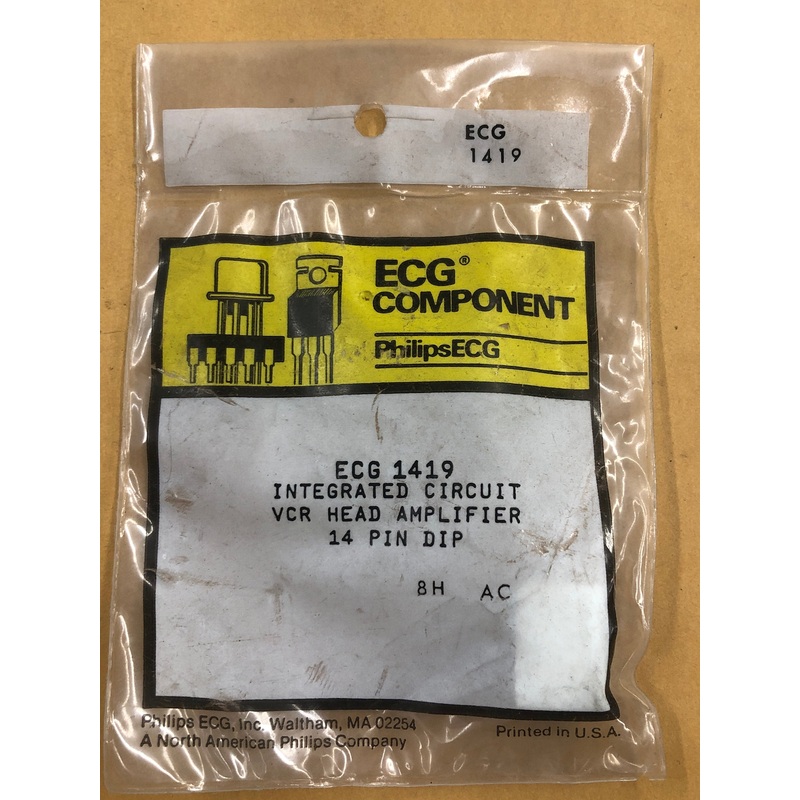 ECG
1419
ECG®
COMPONENT
PhilipsECG
ECG 1419
INTEGRATED CIRCUIT
VCR HEAD AMPLIFIER
14 PIN DIP
8H AC
Philips ECG, Inc. Waltham, MA 02254
A North American Philips Company
Printed in U.S.A.